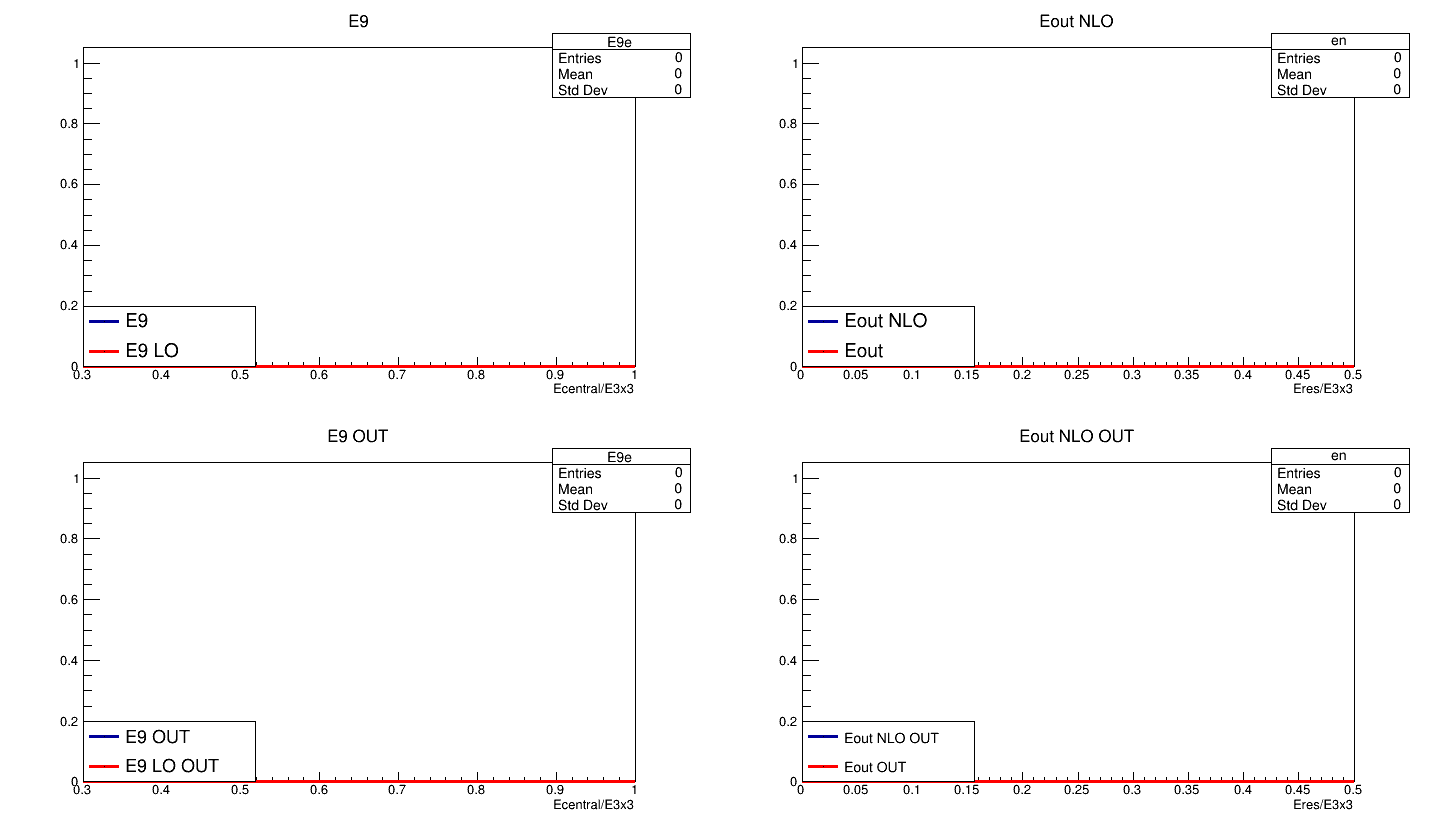 E9
E9e
Entries 0
Mean 0
Std Dev 0
1
0.8
0.6
0.4
0.2
0
E9
E9 LO
0.3 0.4 0.5 0.6 0.7 0.8 0.9 1
Ecentral/E3x3
Eout NLO
en
Entries 0
Mean 0
Std Dev 0
1
0.8
0.6
0.4
0.2
0
Eout NLO
Eout
0 0.05 0.1 0.15 0.2 0.25 0.3 0.35 0.4 0.45 0.5
Eres/E3x3
E9 OUT
E9e
Entries 0
Mean 0
Std Dev 0
1
0.8
0.6
0.4
0.2
0
E9 OUT
E9 LO OUT
0.3 0.4 0.5 0.6 0.7 0.8 0.9 1
Ecentral/E3x3
Eout NLO OUT
en
Entries 0
Mean 0
Std Dev 0
1
0.8
0.6
0.4
0.2
0
Eout NLO OUT
Eout OUT
0 0.05 0.1 0.15 0.2 0.25 0.3 0.35 0.4 0.45 0.5
Eres/E3x3